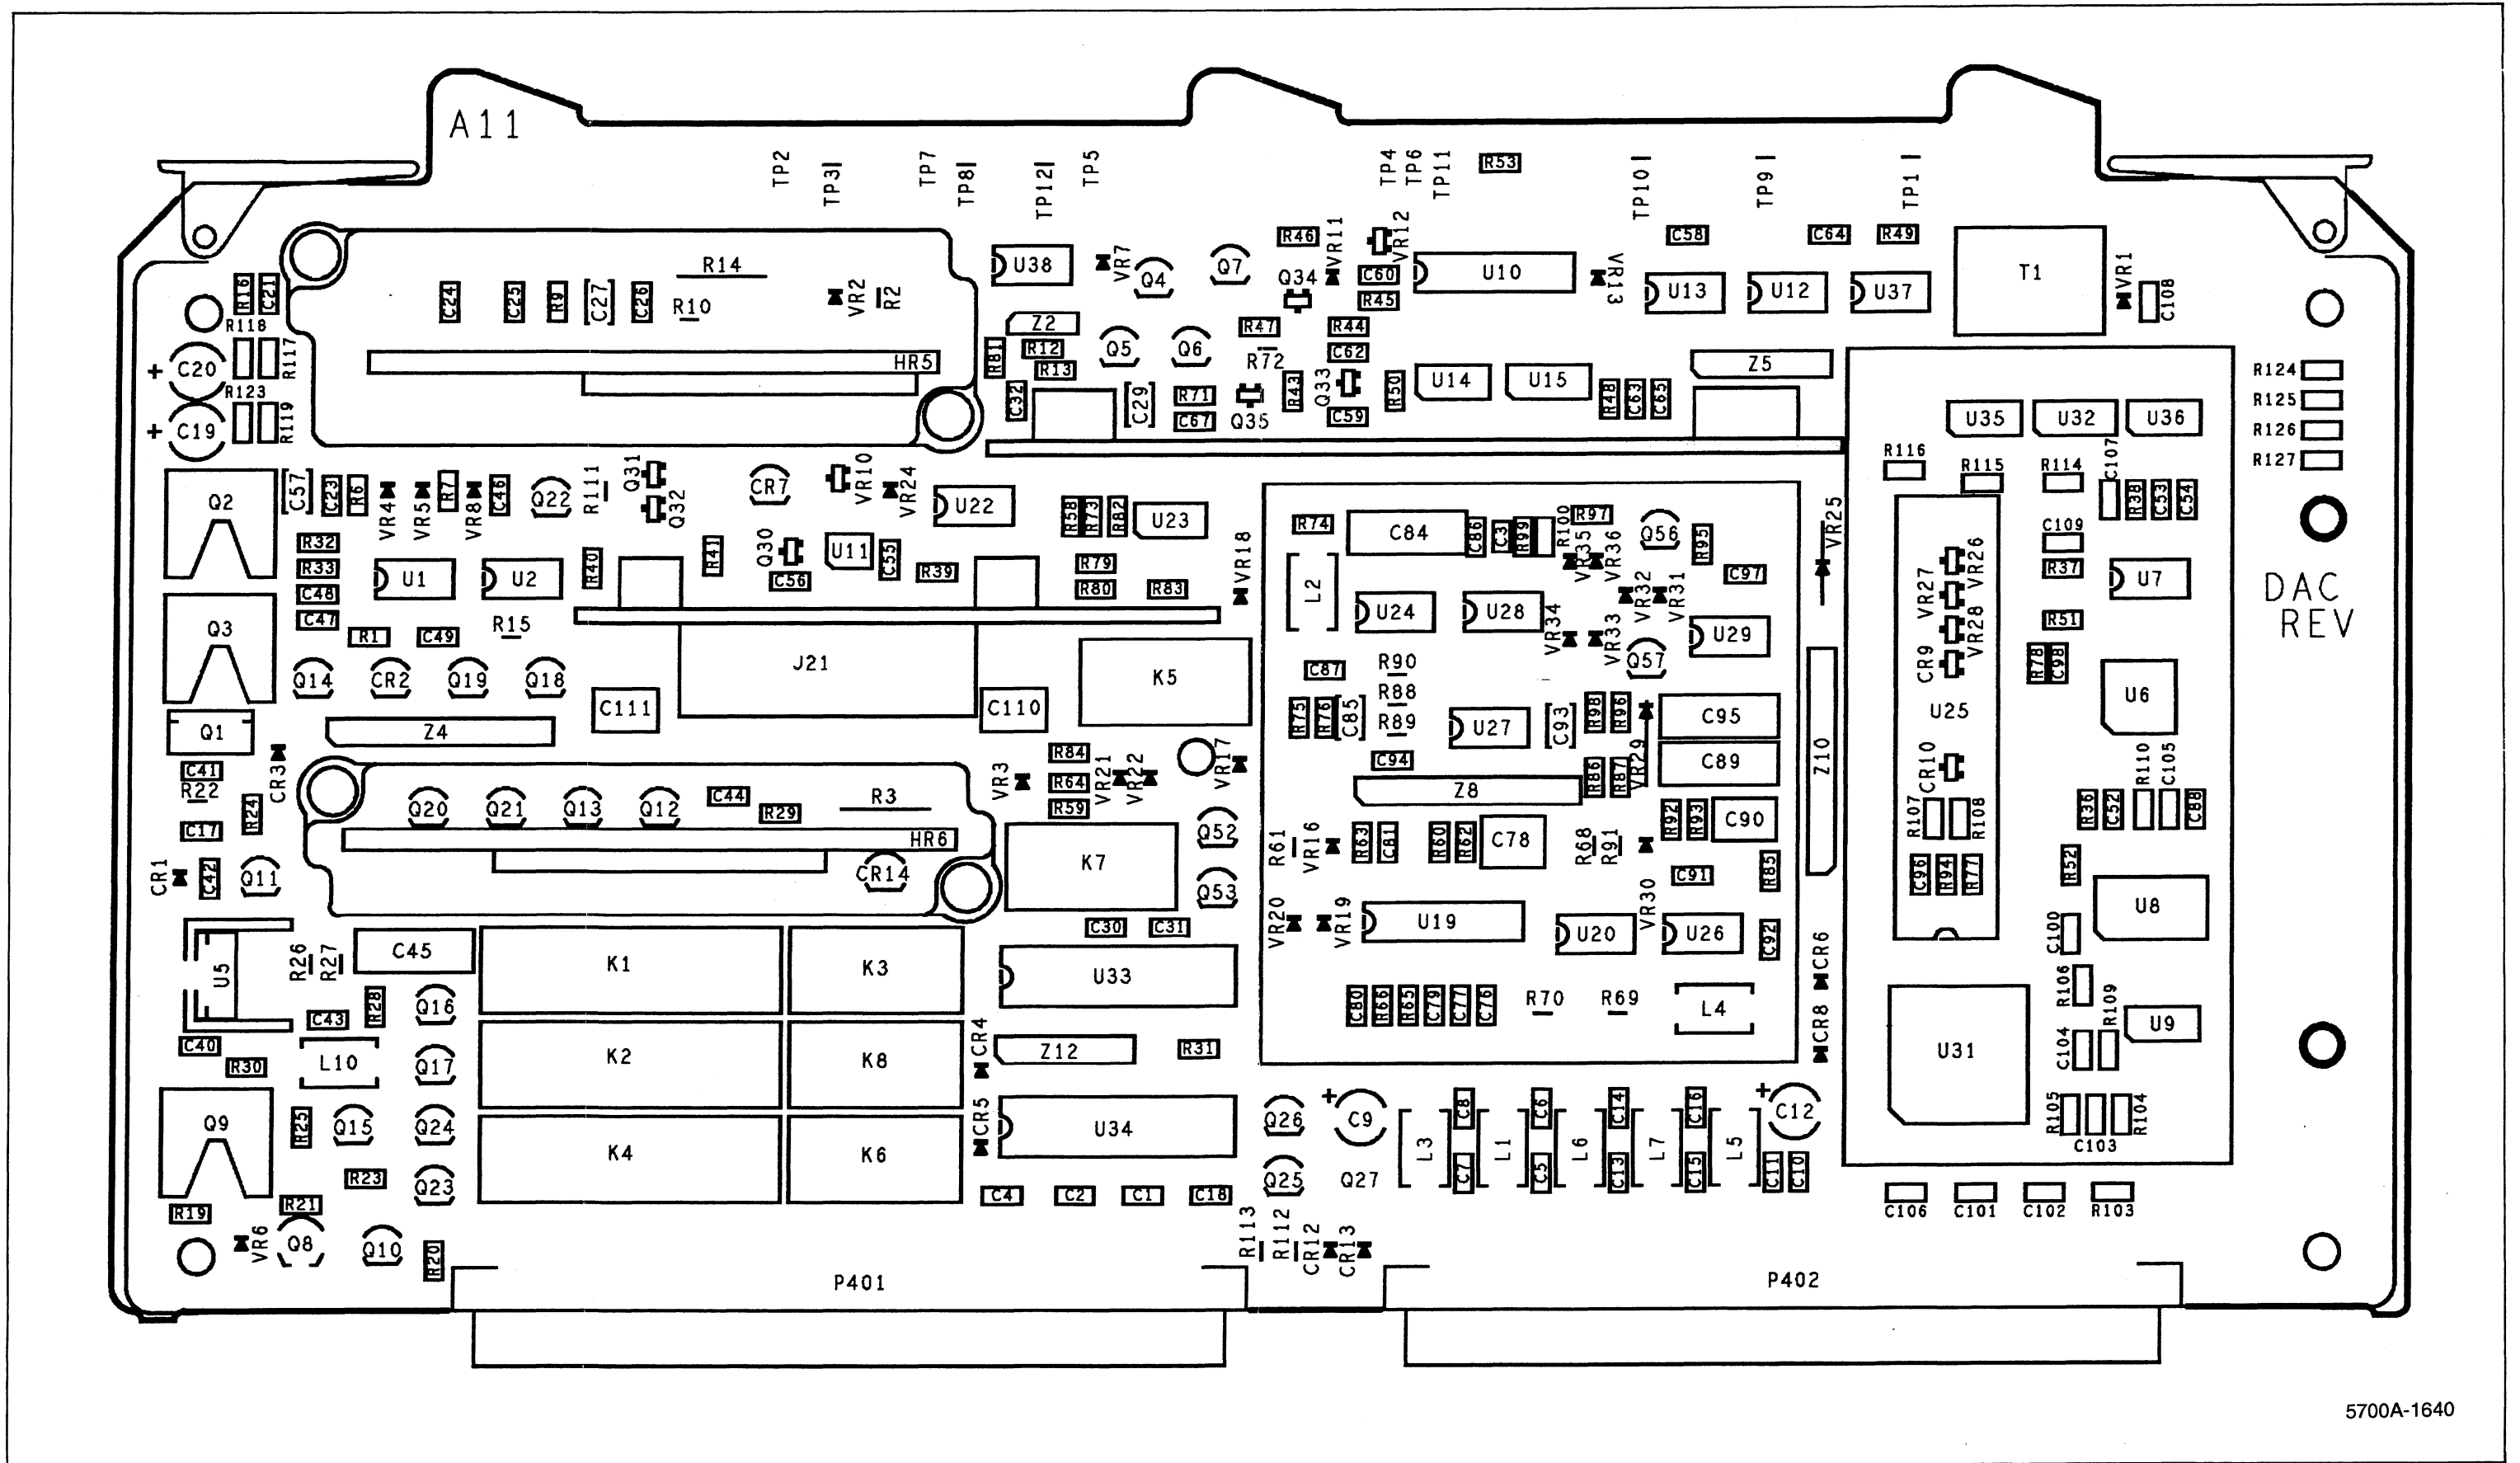 A11
TP2
TP3
TP7
TP8
TP12
TP5
TP4
TP6
TP11
R53
TP10
TP9
TP1
R16
C21
R118
C24
C25
R9
C27
C26
R14
R10
VR2
R2
U38
VR7
Q4
Q7
R46
VR11
VR12
Q34
C60
R45
U10
VR13
C58
C64
R49
U13
U12
U37
T1
VR1
C108
+
C20
R117
R123
+
C19
R119
HR5
R81
Z2
R12
R13
C32
C29
Q5
Q6
R71
C67
R47
R72
Q35
R43
R44
C62
Q33
C59
R50
U14
U15
R48
C63
C65
Z5
R124
R125
R126
R127
U35
U32
U36
R116
R115
R114
C107
R38
C53
C54
Q2
C57
C23
R6
VR4
VR5
R7
VR8
C46
Q22
R111
Q31
Q32
CR7
VR10
VR24
U22
R58
R73
R82
U23
R32
R33
C48
C47
U1
U2
R40
R41
Q30
C56
U11
C55
R39
R79
R80
R83
VR18
R74
C84
C86
C3
R99
R100
R97
VR35
VR36
Q56
R95
C97
VR25
L2
U24
U28
VR34
VR33
VR32
VR31
Q57
U29
C109
R37
R51
R78
C98
U7
U6
VR27
VR26
VR28
CR9
U25
CR10
DAC
REV
Q3
R1
C49
R15
Q14
CR2
Q19
Q18
C111
J21
C110
K5
C87
R90
R88
R89
R75
R76
C85
U27
C93
R98
R96
VR29
C95
C89
Z10
Q1
Z4
C41
R22
CR3
R24
C17
CR1
C42
Q11
Q20
Q21
Q13
Q12
C44
R29
R3
HR6
CR14
VR3
R84
R64
R59
VR21
VR22
VR17
K7
Q52
Q53
C94
Z8
R86
R87
R61
VR16
R63
C81
R60
R62
C78
R68
R91
R92
R93
C90
C91
R85
R107
R108
C96
R94
R77
R36
C52
R110
C105
C88
R52
U8
VR20
VR19
U19
U20
VR30
U26
C92
CR6
C100
U5
R26
R27
C45
K1
K3
C30
C31
U33
R28
C43
Q16
C40
R30
L10
Q17
K2
K8
CR4
Z12
R31
C80
R66
R65
C79
C77
C76
R70
R69
L4
CR8
U31
R106
R109
C104
U9
R105
C103
R104
Q9
R25
Q15
Q24
R23
Q23
K4
K6
CR5
U34
Q26
Q25
+
C9
Q27
L3
C8
C7
L1
C6
C5
L6
C14
C13
L7
C16
C15
L5
+
C12
C11
C10
R19
R21
VR6
Q8
Q10
R20
C4
C2
C1
C18
R113
R112
CR12
CR13
C106
C101
C102
R103
P401
P402
5700A-1640